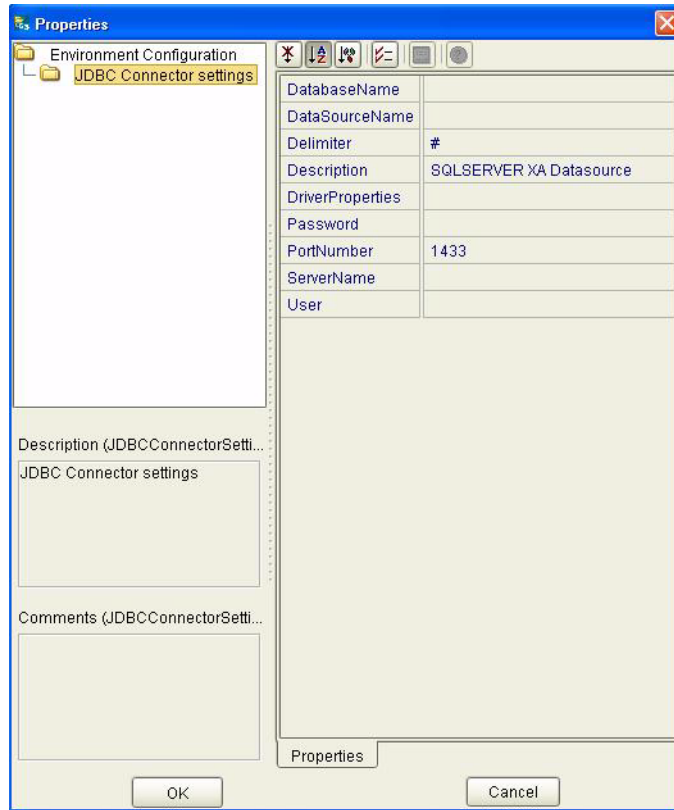 Properties
Environment Configuration
JDBC Connector settings
DatabaseName
DataSourceName
Delimiter #
Description SQLSERVER XA Datasource
DriverProperties
Password
PortNumber 1433
ServerName
User
Description (JDBCConnectorSetti...
JDBC Connector settings
Comments (JDBCConnectorSetti...
Properties
OK Cancel